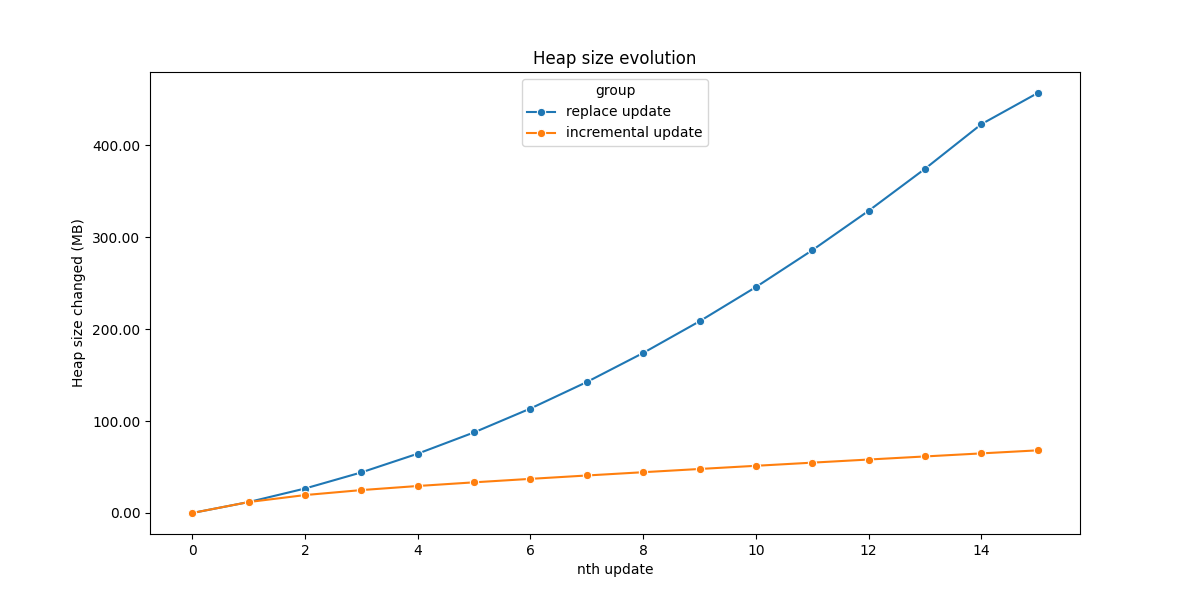 Heap size evolution
group
replace update
incremental update
Heap size changed (MB)
400.00
300.00
200.00
100.00
0.00
0 2 4 6 8 10 12 14
nth update